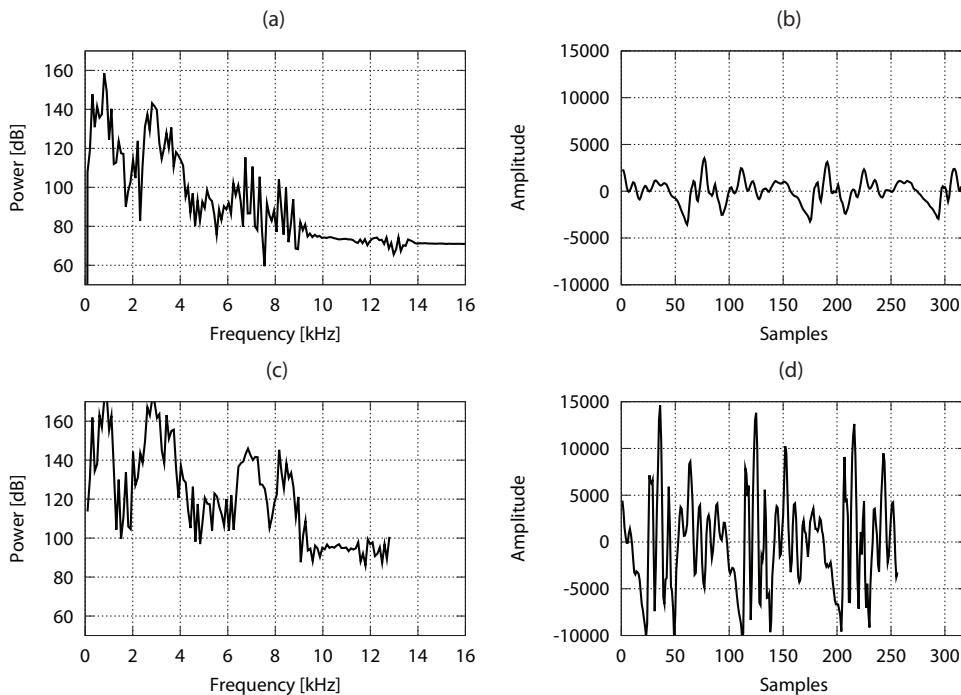 (a)
Power [dB]
160
140
120
100
80
60
0 2 4 6 8 10 12 14 16
Frequency [kHz]
(b)
Amplitude
15000
10000
5000
0
-5000
-10000
0 50 100 150 200 250 300
Samples
(c)
Power [dB]
160
140
120
100
80
60
0 2 4 6 8 10 12 14 16
Frequency [kHz]
(d)
Amplitude
15000
10000
5000
0
-5000
-10000
0 50 100 150 200 250 300
Samples